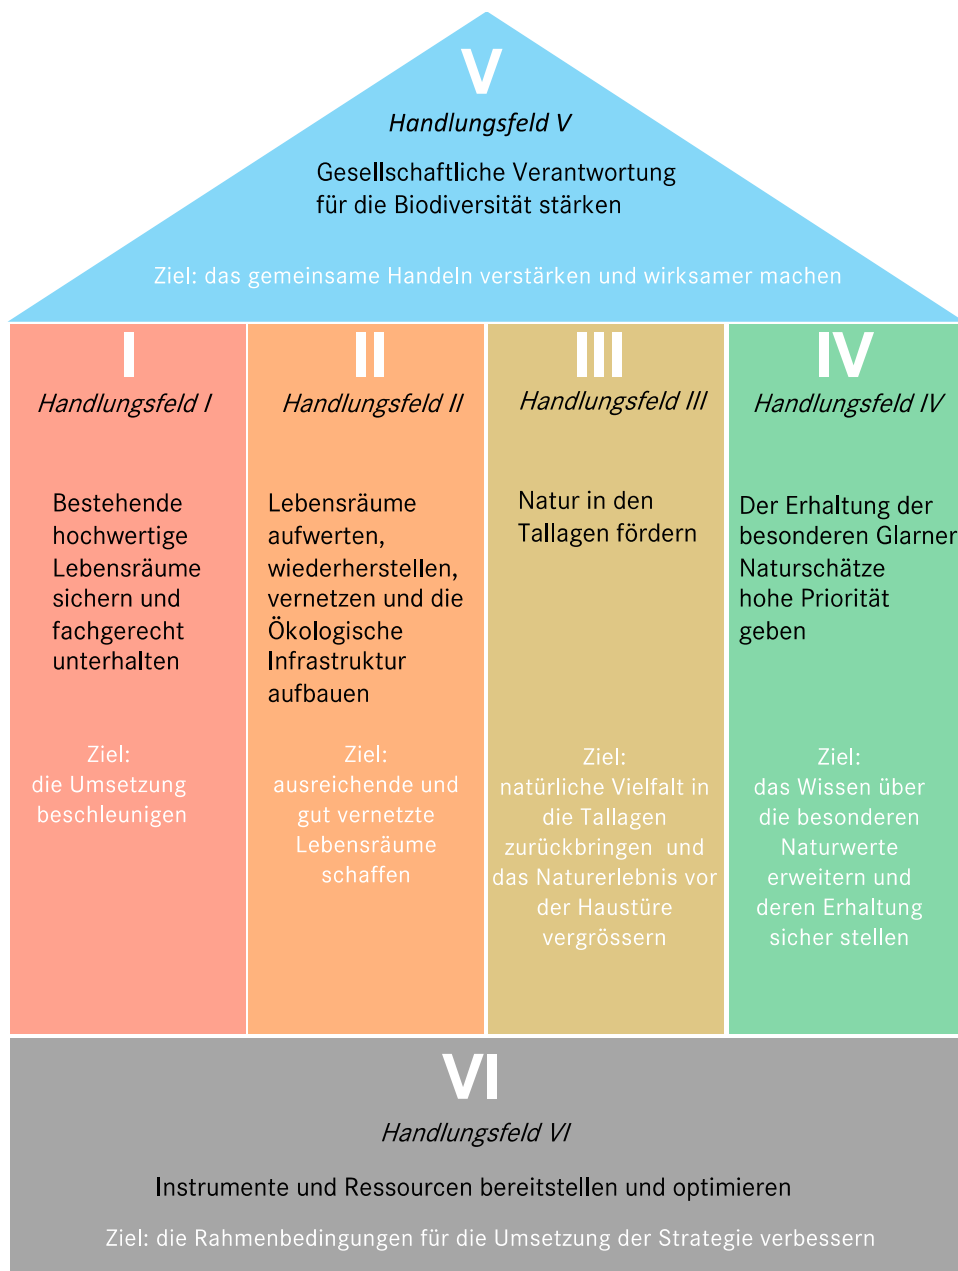 V
Handlungsfeld V
Gesellschaftliche Verantwortung
für die Biodiversität stärken
Ziel: das gemeinsame Handeln verstärken und wirksamer machen
I
Handlungsfeld I
Bestehende
hochwertige
Lebensräume
sichern und
fachgerecht
unterhalten
Ziel:
die Umsetzung
beschleunigen
II
Handlungsfeld II
Lebensräume
aufwerten,
wiederherstellen,
vernetzen und die
Ökologische
Infrastruktur
aufbauen
Ziel:
ausreichende und
gut vernetzte
Lebensräume
schaffen
III
Handlungsfeld III
Natur in den
Tallagen fördern
Ziel:
natürliche Vielfalt in
die Tallagen
zurückbringen und
das Naturerlebnis vor
der Haustüre
vergrössern
IV
Handlungsfeld IV
Der Erhaltung der
besonderen Glarner
Naturschätze
hohe Priorität
geben
Ziel:
das Wissen über
die besonderen
Naturwerte
erweitern und
deren Erhaltung
sicher stellen
VI
Handlungsfeld VI
Instrumente und Ressourcen bereitstellen und optimieren
Ziel: die Rahmenbedingungen für die Umsetzung der Strategie verbessern